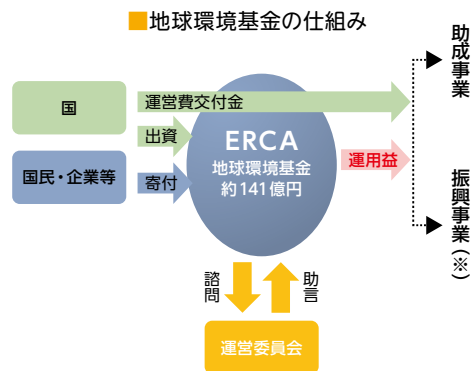 ■地球環境基金の仕組み
国
運営費交付金
出資
国民・企業等
寄付
ERCA
地球環境基金
約141億円
運用益
助成事業
振興事業(※)
諮問
助言
運営委員会